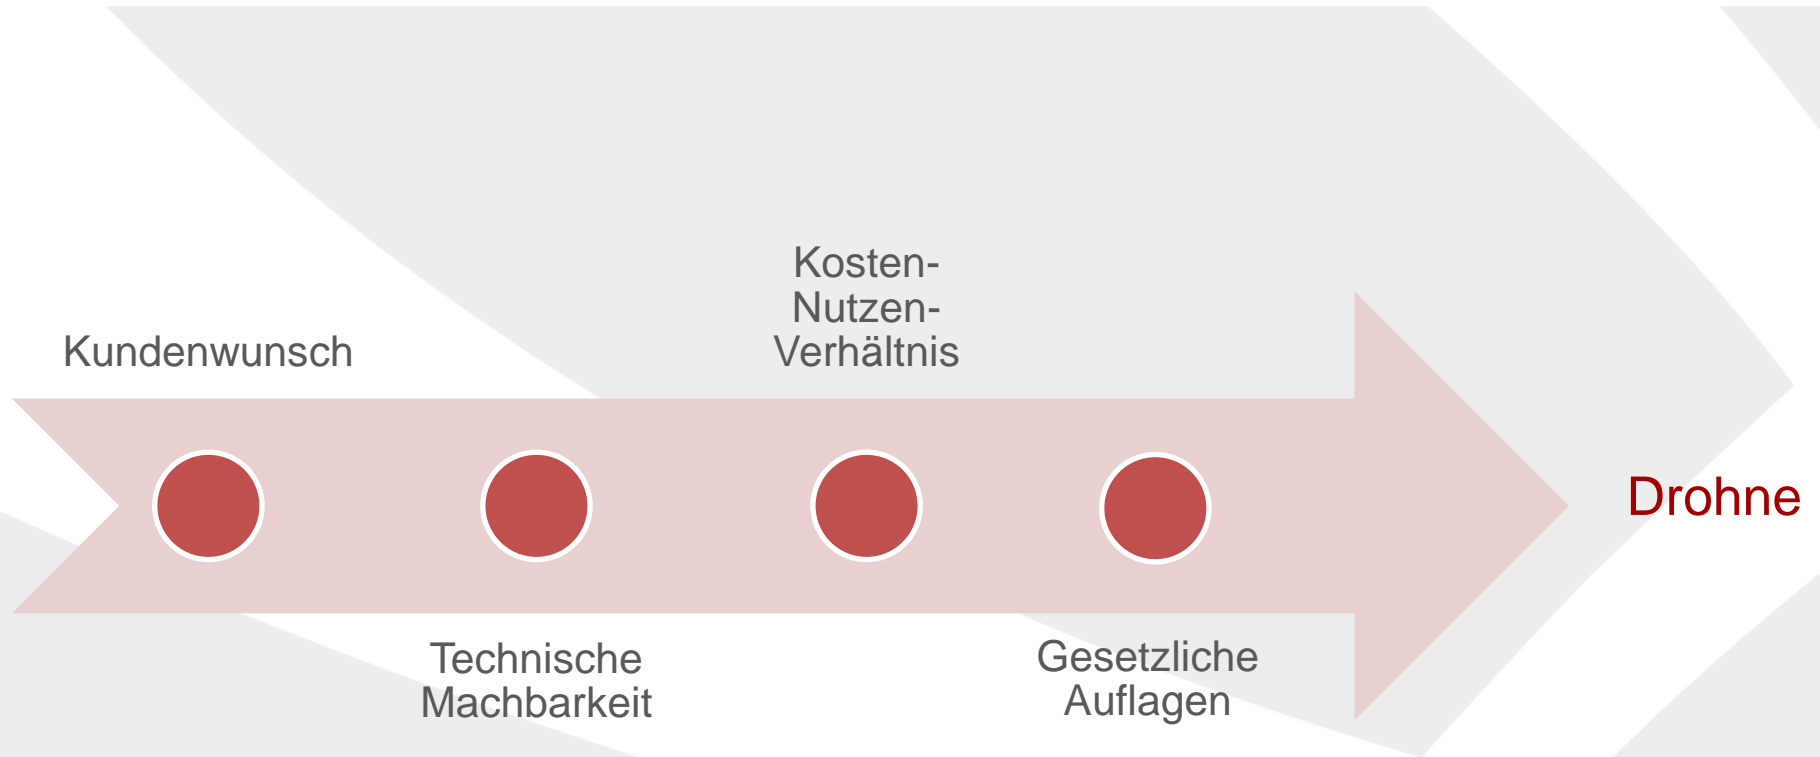 Kundenwunsch
Technische
Machbarkeit
Kosten-
Nutzen-
Verhältnis
Gesetzliche
Auflagen
Drohne